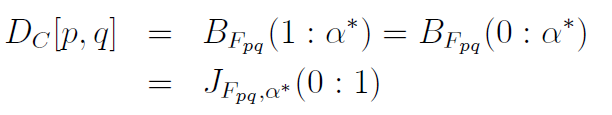 D_C[p, q] = B_{F_{pq}}(1 : α*) = B_{F_{pq}}(0 : α*)
= J_{F_{pq},α*}(0 : 1)